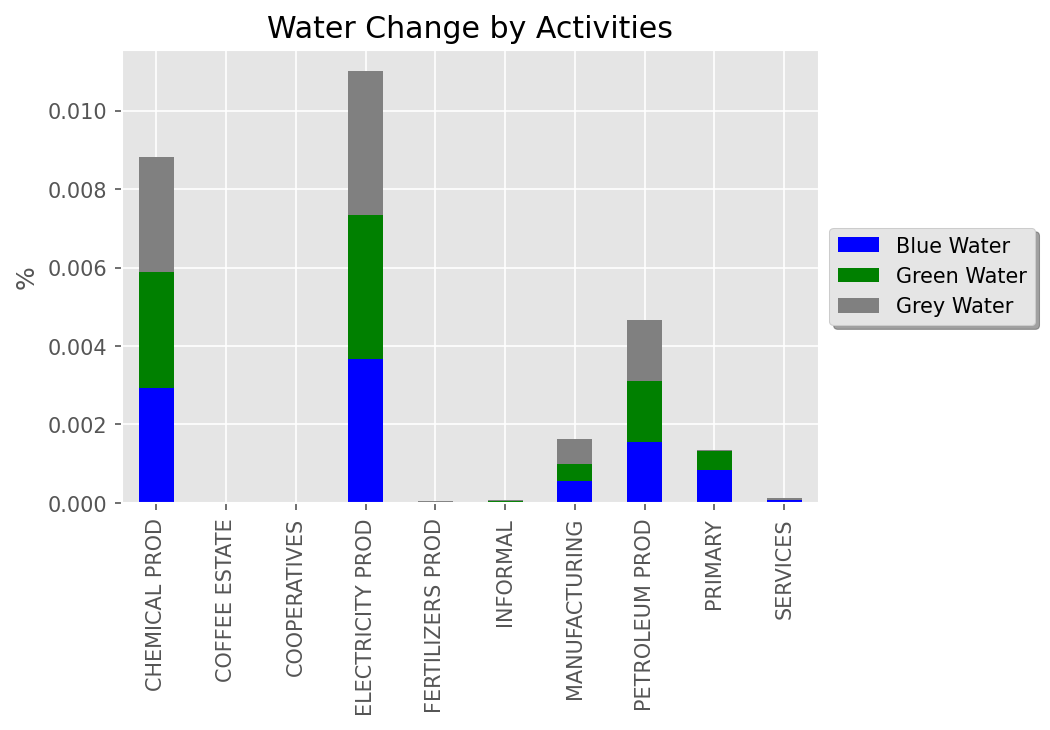 Water Change by Activities
%
0.010
0.008
0.006
0.004
0.002
0.000
Blue Water
Green Water
Grey Water
CHEMICAL PROD
COFFEE ESTATE
COOPERATIVES
ELECTRICITY PROD
FERTILIZERS PROD
INFORMAL
MANUFACTURING
PETROLEUM PROD
PRIMARY
SERVICES